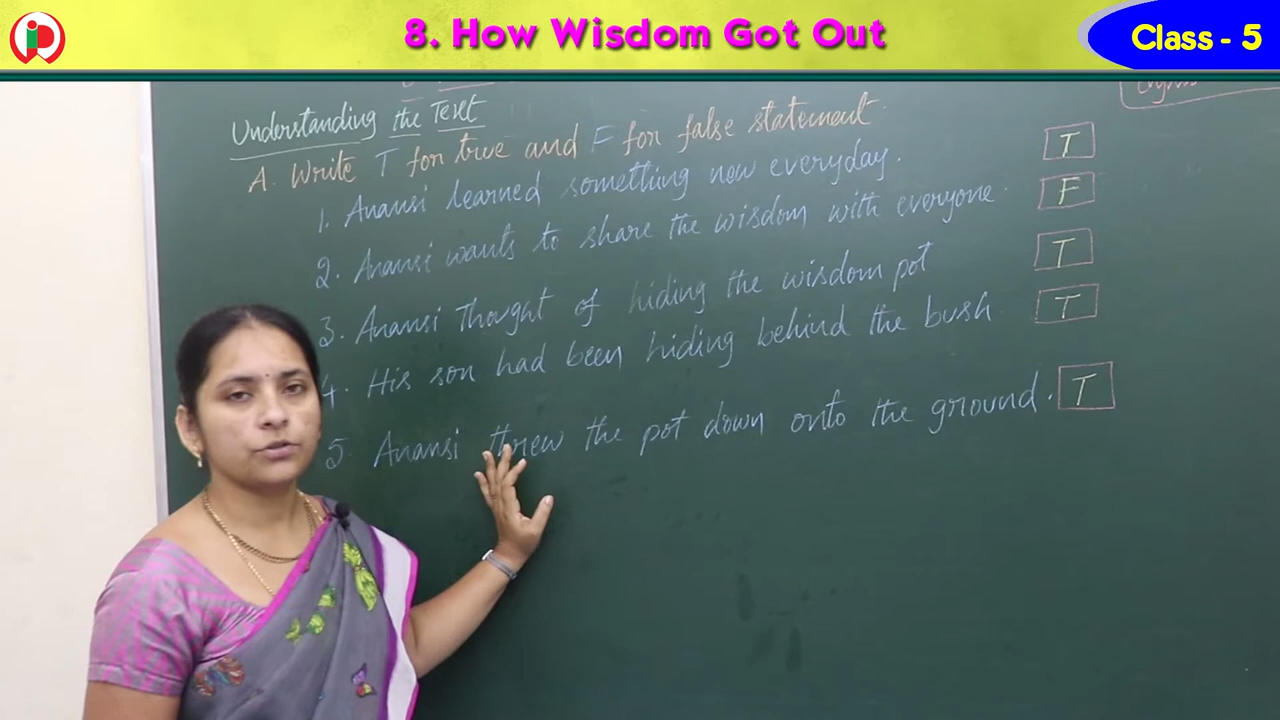 8. How Wisdom Got Out
Class - 5
Understanding the Text
A. Write T for true and F for false statement.
1. Anansi learned something new everyday. T
2. Anansi wants to share the wisdom with everyone. F
3. Anansi Thought of hiding the wisdom pot T
4. His son had been hiding behind the bush T
5. Anansi threw the pot down onto the ground. T